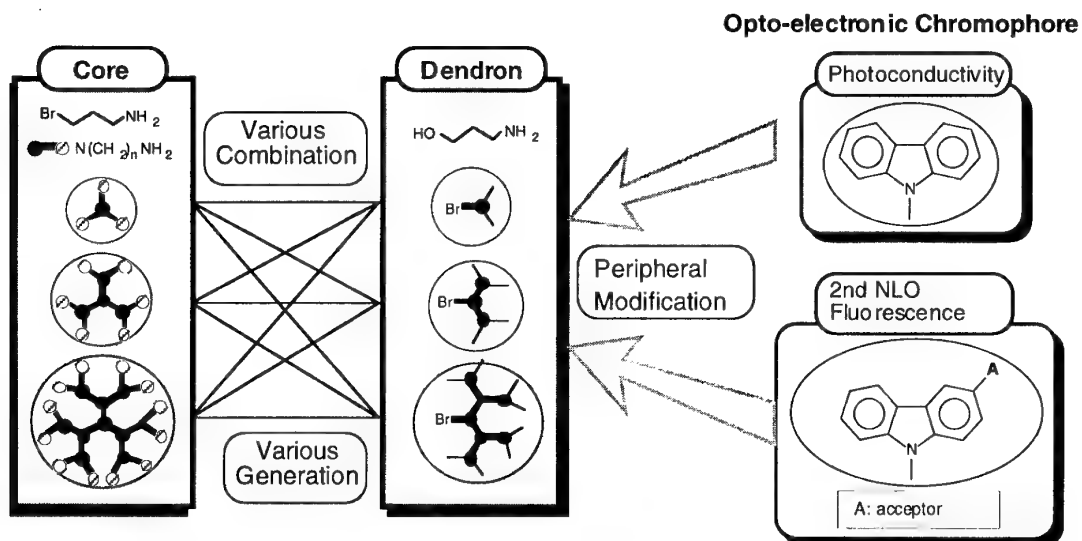 Opto-electronic Chromophore
Core
Br NH2
N(CH2)n NH2
Various
Combination
Various
Generation
Dendron
HO NH2
Br
Br
Br
Peripheral
Modification
Photoconductivity
N
2nd NLO
Fluorescence
A
N
A: acceptor